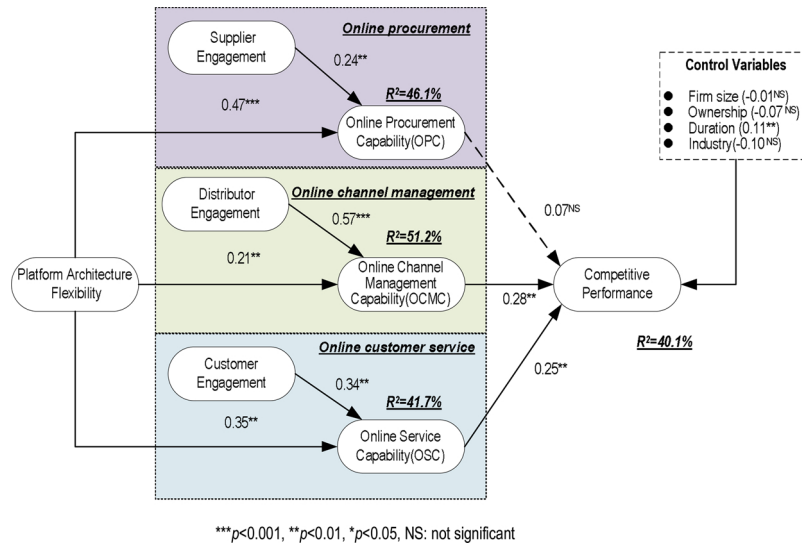 Online procurement
Supplier
Engagement
0.24**
0.47***
R²=46.1%
Online Procurement
Capability(OPC)
Control Variables
● Firm size (-0.01ᴺˢ)
● Ownership (-0.07 ᴺˢ)
● Duration (0.11**)
● Industry(-0.10ᴺˢ)
Online channel management
Distributor
Engagement
0.57***
0.07ᴺˢ
0.21**
R²=51.2%
Platform Architecture
Flexibility
Online Channel
Management
Capability(OCMC)
0.28**
Competitive
Performance
R²=40.1%
Online customer service
Customer
Engagement
0.34**
0.25**
0.35**
R²=41.7%
Online Service
Capability(OSC)
***p<0.001, **p<0.01, *p<0.05, NS: not significant